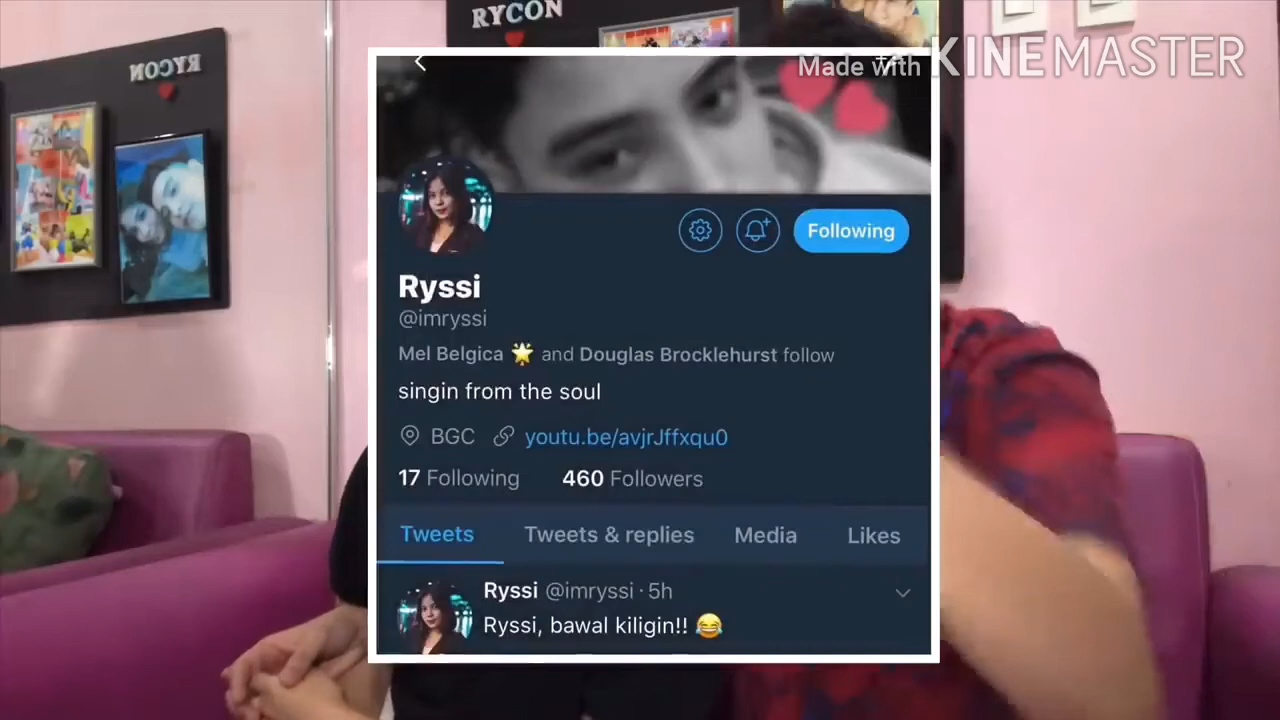 RYCON
RYCON
Made with KINEMASTER
Following
Ryssi
@imryssi
Mel Belgica 🌟 and Douglas Brocklehurst follow
singin from the soul
BGC youtu.be/avjrJffxqu0
17 Following 460 Followers
Tweets Tweets & replies Media Likes
Ryssi @imryssi · 5h
Ryssi, bawal kiligin!! 😂